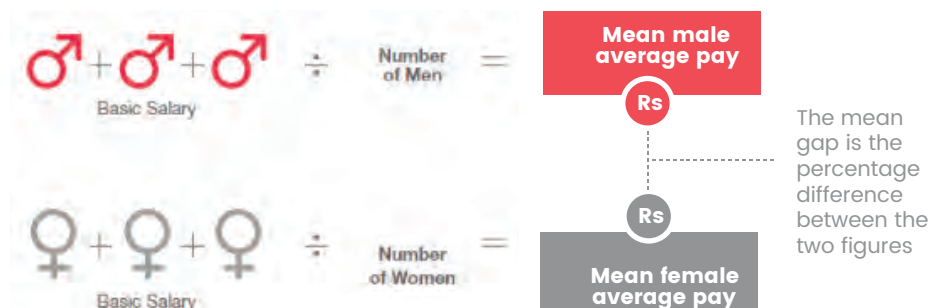 Basic Salary
Number
of Men
Mean male
average pay
Rs
The mean
gap is the
percentage
difference
between the
two figures
Rs
Basic Salary
Number
of Women
Mean female
average pay